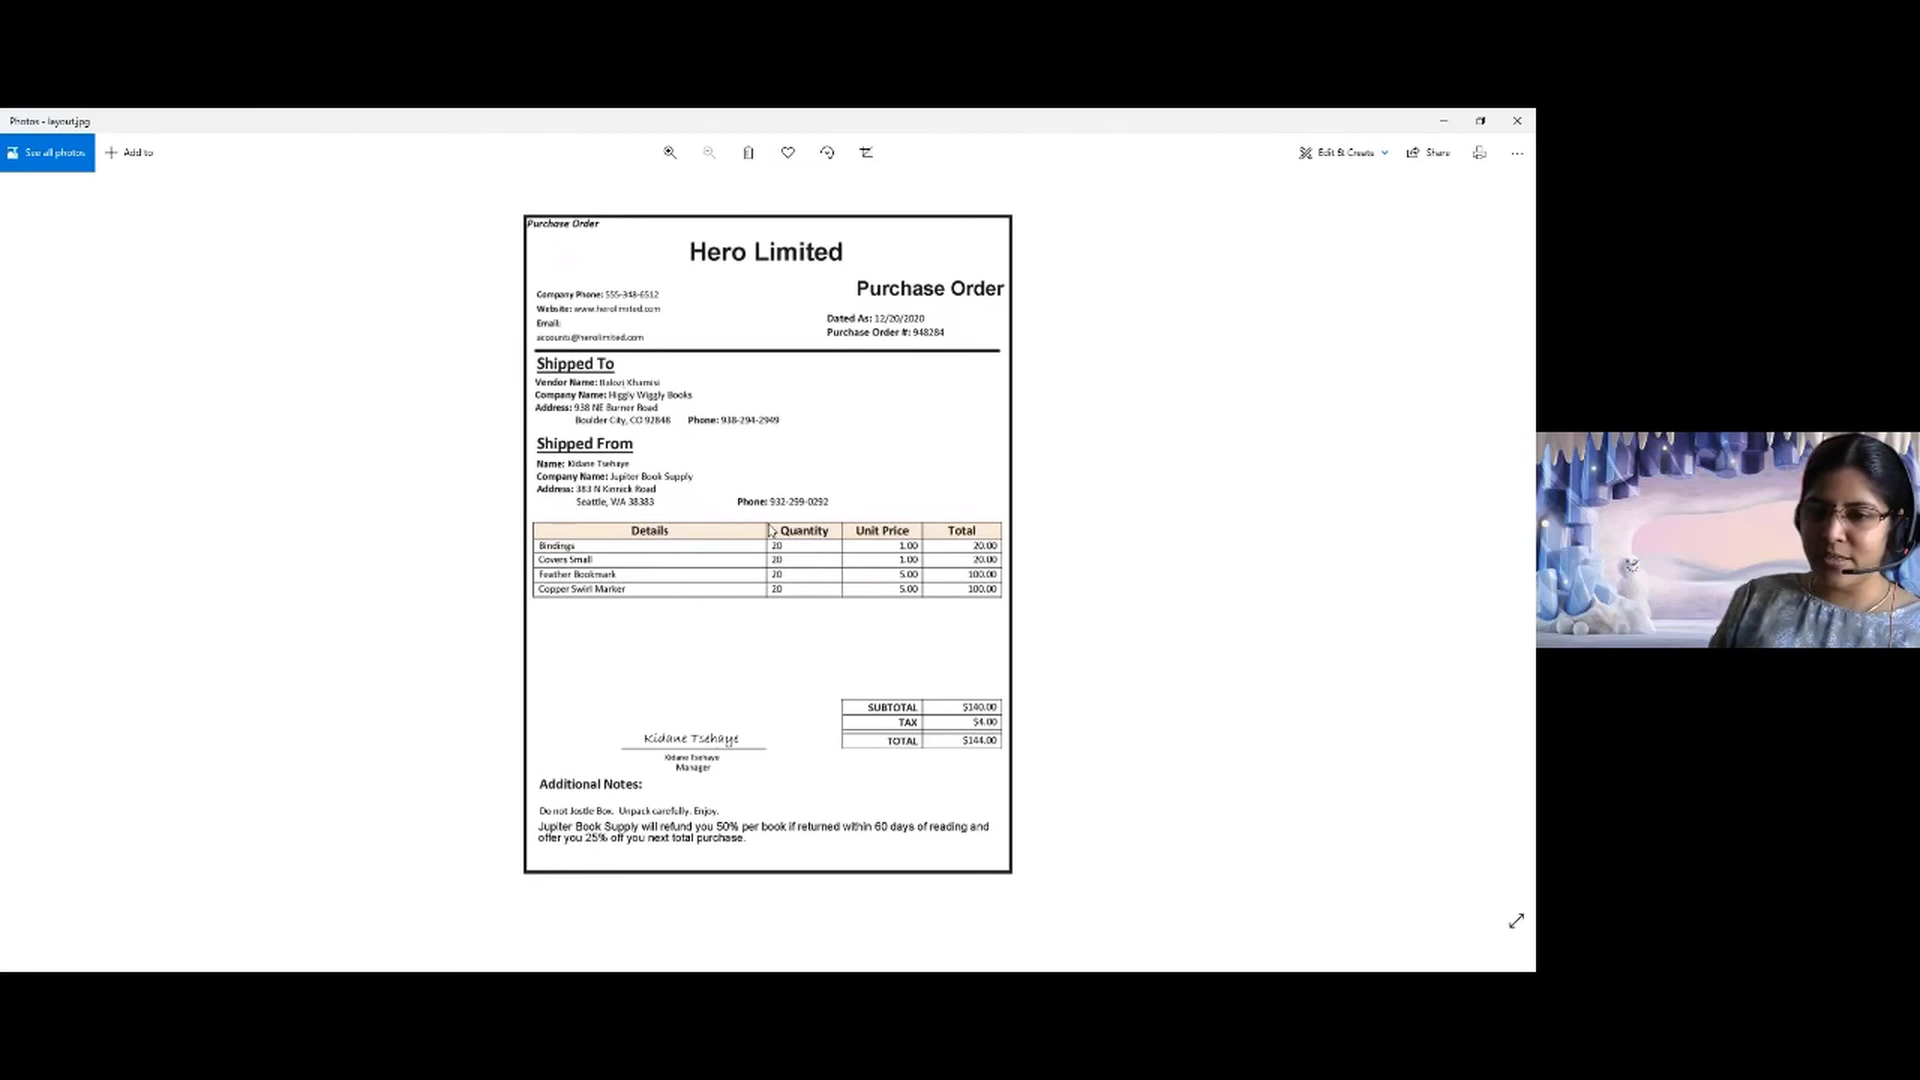 Photos - layout.jpg
See all photos
Add to
Edit & Create
Share
Purchase Order
Hero Limited
Purchase Order
Company Phone: 555-348-6512
Website: www.herolimited.com
Email:
accounts@herolimited.com
Dated As: 12/20/2020
Purchase Order #: 948284
Shipped To
Vendor Name: Balozi Khamisi
Company Name: Higgly Wiggly Books
Address: 938 NE Burner Road
Boulder City, CO 92848 Phone: 938-294-2949
Shipped From
Name: Kidane Tsehaye
Company Name: Jupiter Book Supply
Address: 383 N Kinnick Road
Seattle, WA 38383 Phone: 932-299-0292
Details Quantity Unit Price Total
Bindings 20 1.00 20.00
Covers Small 20 1.00 20.00
Feather Bookmark 20 5.00 100.00
Copper Swirl Marker 20 5.00 100.00
SUBTOTAL $140.00
TAX $4.00
TOTAL $144.00
Kidane Tsehaye
Kidane Tsehaye
Manager
Additional Notes:
Do not Jostle Box. Unpack carefully. Enjoy.
Jupiter Book Supply will refund you 50% per book if returned within 60 days of reading and
offer you 25% off you next total purchase.